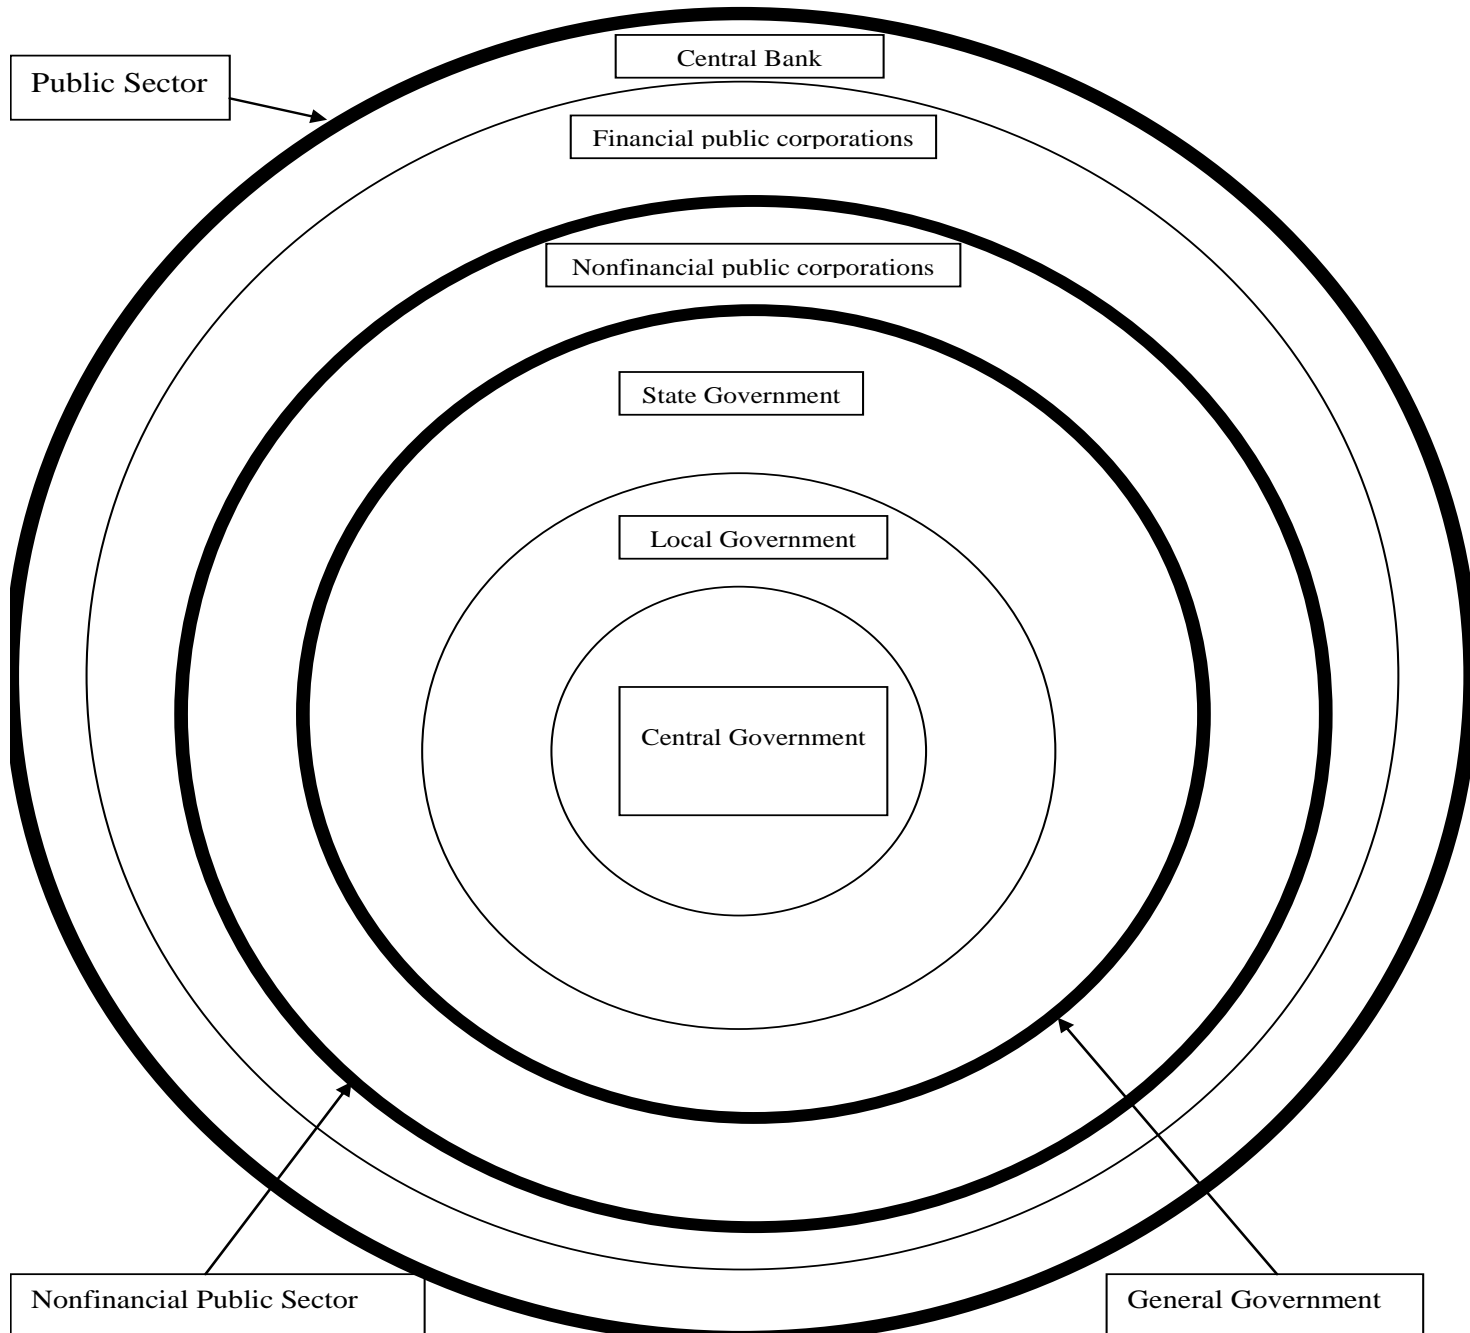 Central Bank
Public Sector
Financial public corporations
Nonfinancial public corporations
State Government
Local Government
Central Government
Nonfinancial Public Sector
General Government